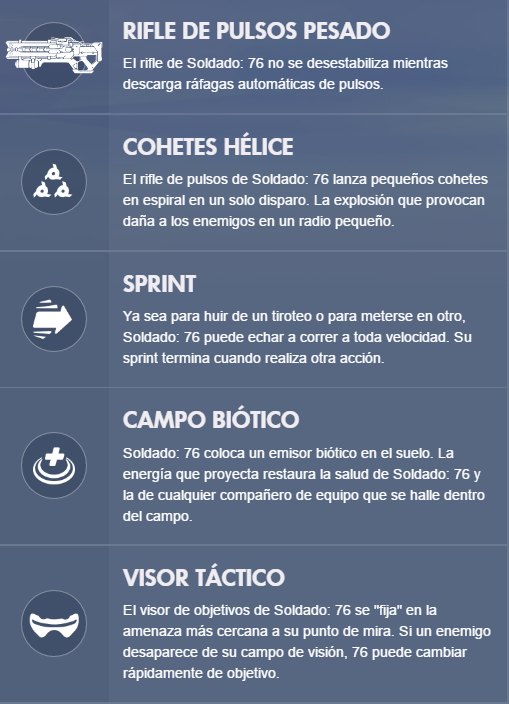 RIFLE DE PULSOS PESADO
El rifle de Soldado: 76 no se desestabiliza mientras
descarga ráfagas automáticas de pulsos.
COHETES HÉLICE
El rifle de pulsos de Soldado: 76 lanza pequeños cohetes
en espiral en un solo disparo. La explosión que provocan
daña a los enemigos en un radio pequeño.
SPRINT
Ya sea para huir de un tiroteo o para meterse en otro,
Soldado: 76 puede echar a correr a toda velocidad. Su
sprint termina cuando realiza otra acción.
CAMPO BIÓTICO
Soldado: 76 coloca un emisor biótico en el suelo. La
energía que proyecta restaura la salud de Soldado: 76 y
la de cualquier compañero de equipo que se halle dentro
del campo.
VISOR TÁCTICO
El visor de objetivos de Soldado: 76 se "fija" en la
amenaza más cercana a su punto de mira. Si un enemigo
desaparece de su campo de visión, 76 puede cambiar
rápidamente de objetivo.